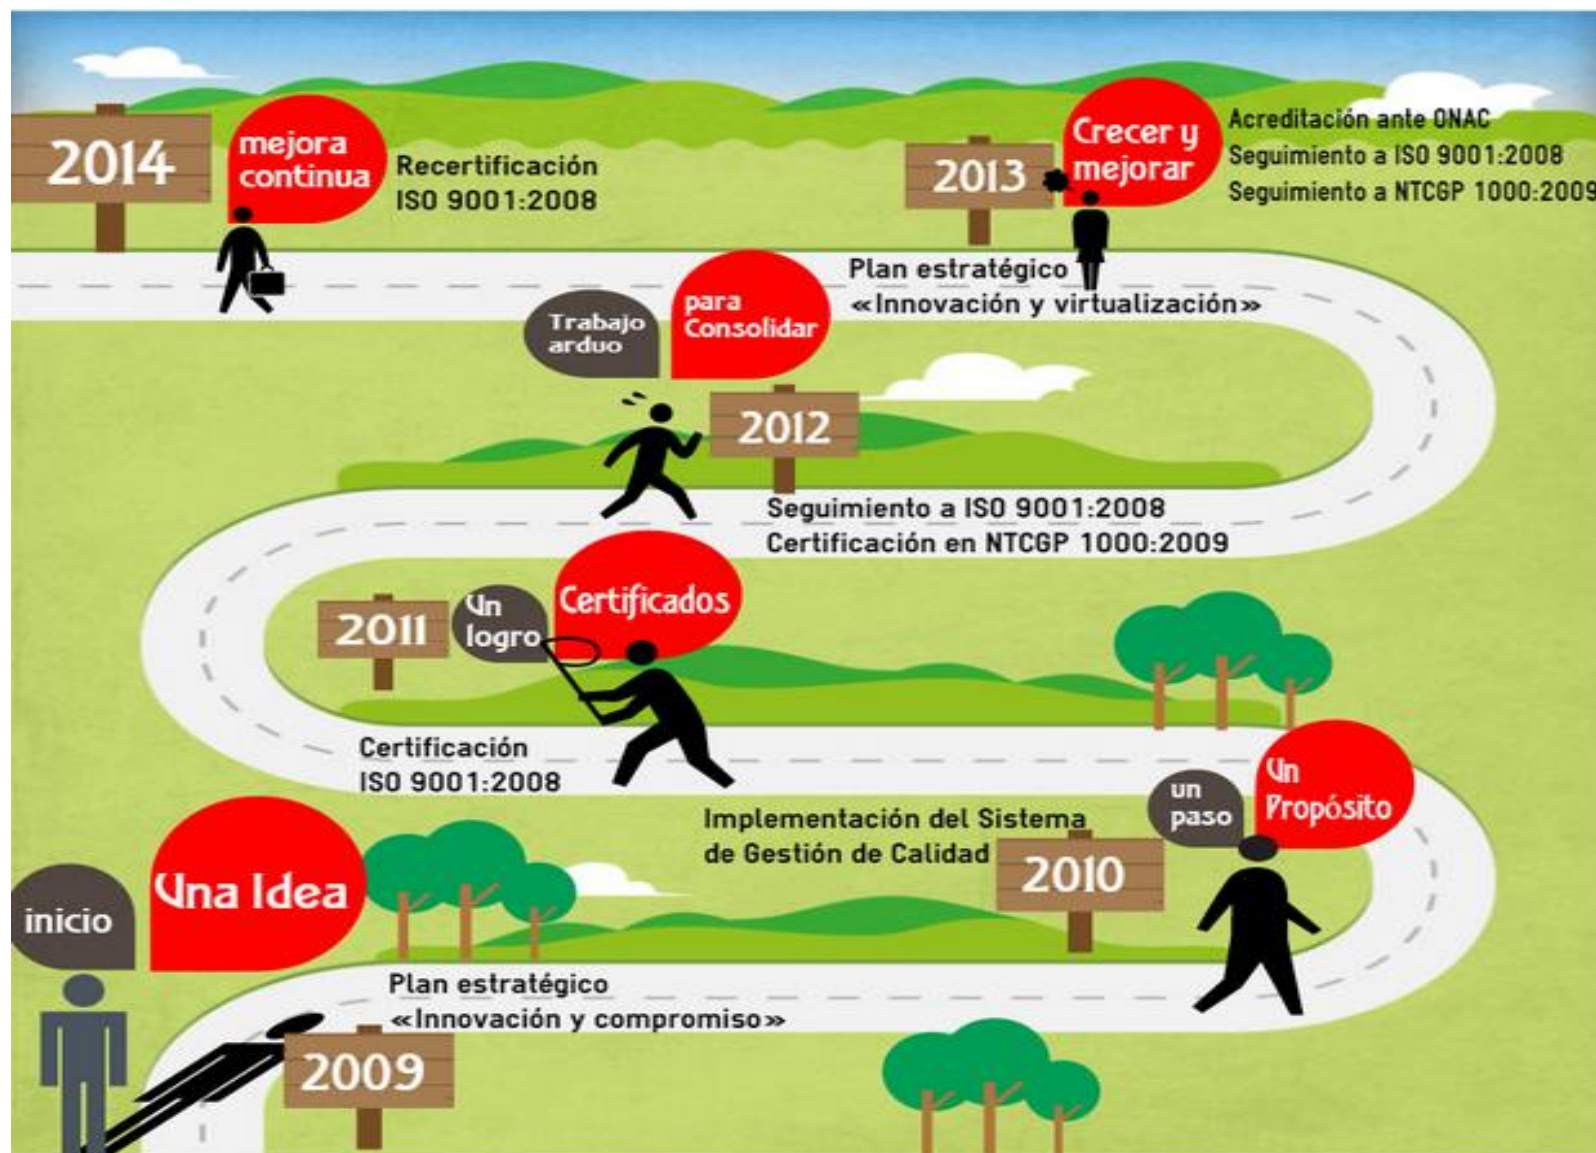 2014
mejora
continua
Recertificación
ISO 9001:2008
2013
Crecer y
mejorar
Acreditación ante ONAC
Seguimiento a ISO 9001:2008
Seguimiento a NTCGP 1000:2009
Plan estratégico
«Innovación y virtualización»
Trabajo
arduo
para
Consolidar
2012
Seguimiento a ISO 9001:2008
Certificación en NTCGP 1000:2009
2011
Un
logro
Certificados
Certificación
ISO 9001:2008
un
paso
Un
Propósito
Implementación del Sistema
de Gestión de Calidad
2010
inicio
Una Idea
Plan estratégico
«Innovación y compromiso»
2009